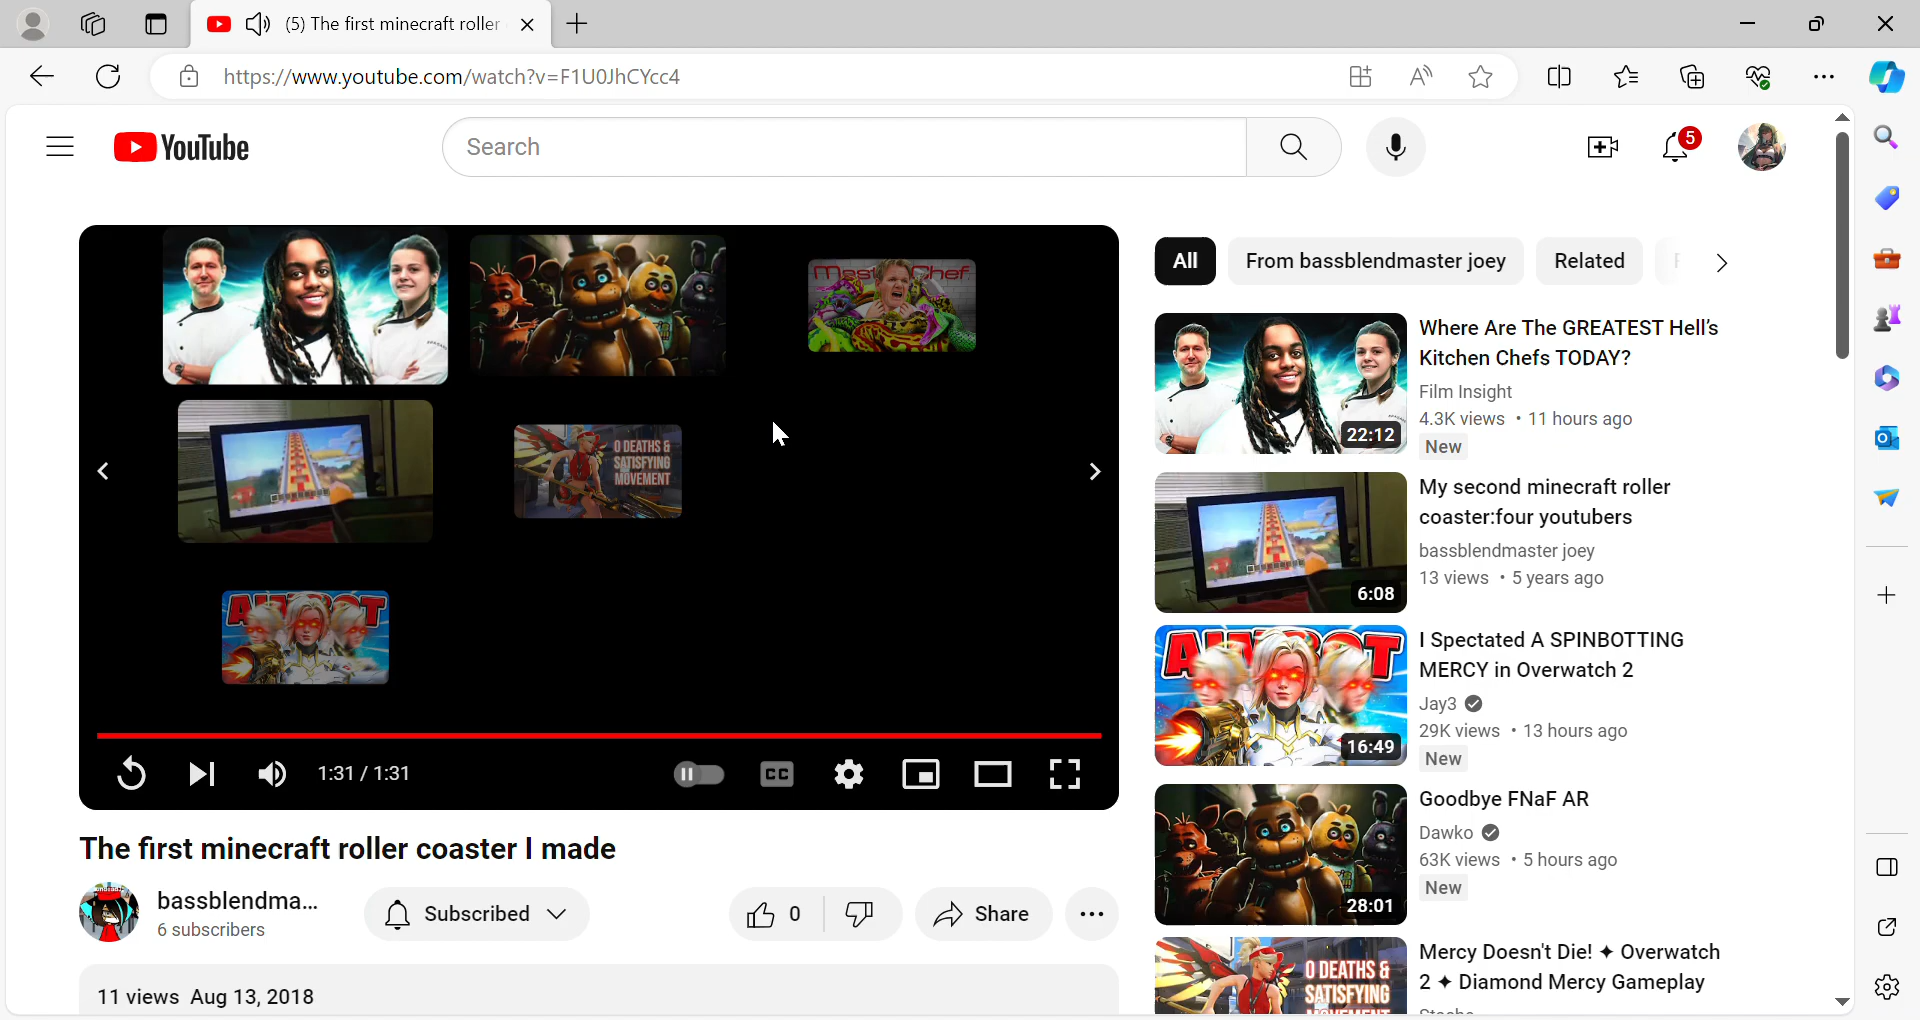 (5) The first minecraft roller
https://www.youtube.com/watch?v=F1U0JhCYcc4
YouTube
Search
5
MasterChef
0 DEATHS &
SATISFYING
MOVEMENT
1:31 / 1:31
CC
The first minecraft roller coaster I made
bassblendma...
6 subscribers
Subscribed
0
Share
11 views Aug 13, 2018
All
From bassblendmaster joey
Related
Where Are The GREATEST Hell's
Kitchen Chefs TODAY?
Film Insight
4.3K views • 11 hours ago
New
22:12
My second minecraft roller
coaster:four youtubers
bassblendmaster joey
13 views • 5 years ago
6:08
I Spectated A SPINBOTTING
MERCY in Overwatch 2
Jay3
29K views • 13 hours ago
New
16:49
Goodbye FNaF AR
Dawko
63K views • 5 hours ago
New
28:01
Mercy Doesn't Die! ✦ Overwatch
2 ✦ Diamond Mercy Gameplay
0 DEATHS &
SATISFYING